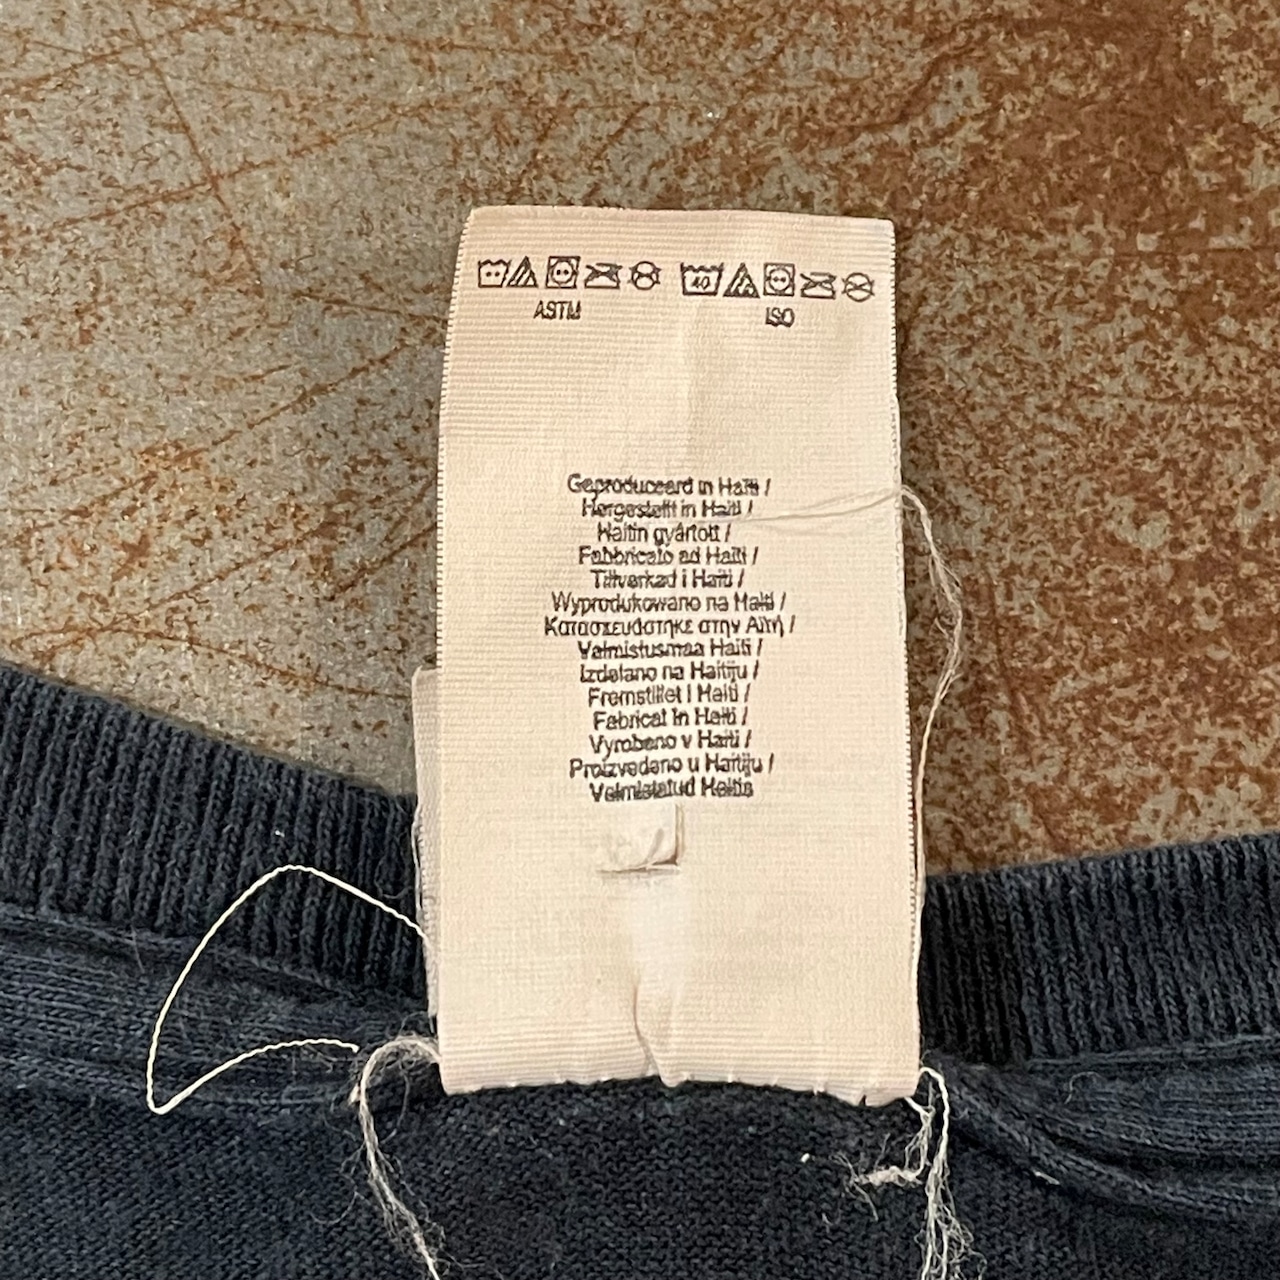 40
ASTM ISO
Geproduceerd in Haïti /
Hergestellt in Haiti /
Haitin gyártott /
Fabbricato ad Haiti /
Tillverkad i Haiti /
Wyprodukowano na Haiti /
Κατασκευάστηκε στην Αϊτή /
Valmistusmaa Haiti /
Izdelano na Haitiju /
Fremstillet i Haiti /
Fabricat în Haiti /
Vyrobeno v Haiti /
Proizvedeno u Haitiju /
Valmistatud Haitis